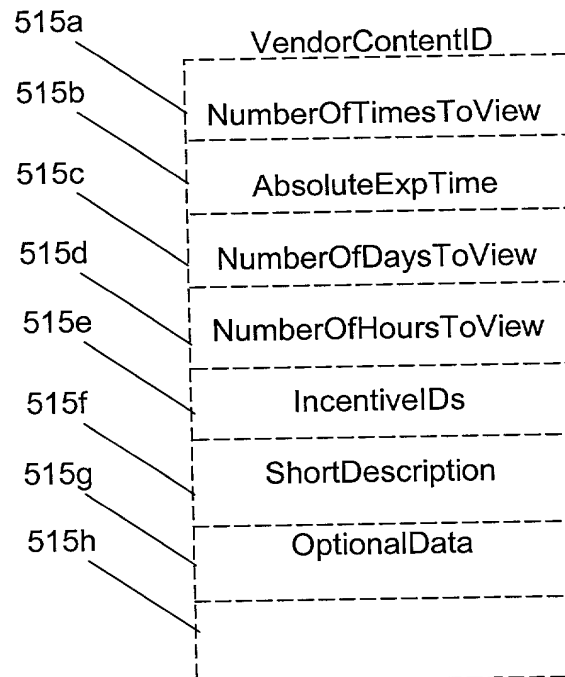 515a
VendorContentID
515b
NumberOfTimesToView
515c
AbsoluteExpTime
515d
NumberOfDaysToView
515e
NumberOfHoursToView
515f
IncentiveIDs
515g
ShortDescription
515h
OptionalData